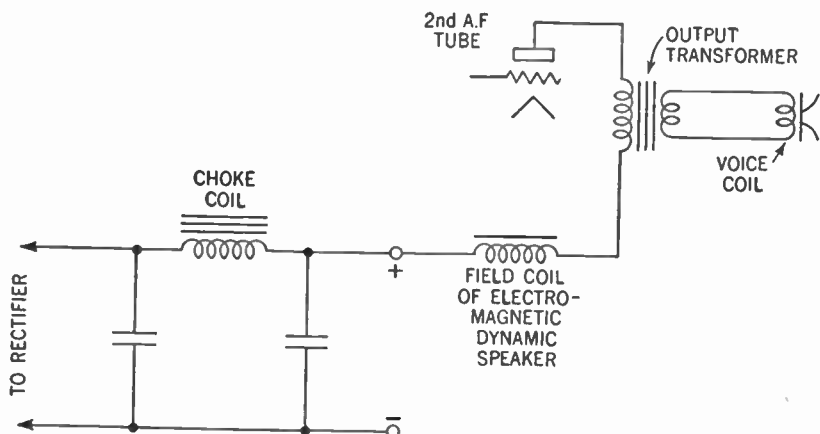 2nd A.F
TUBE
OUTPUT
TRANSFORMER
VOICE
COIL
CHOKE
COIL
+
FIELD COIL
OF ELECTRO-
MAGNETIC
DYNAMIC
SPEAKER
TO RECTIFIER
−